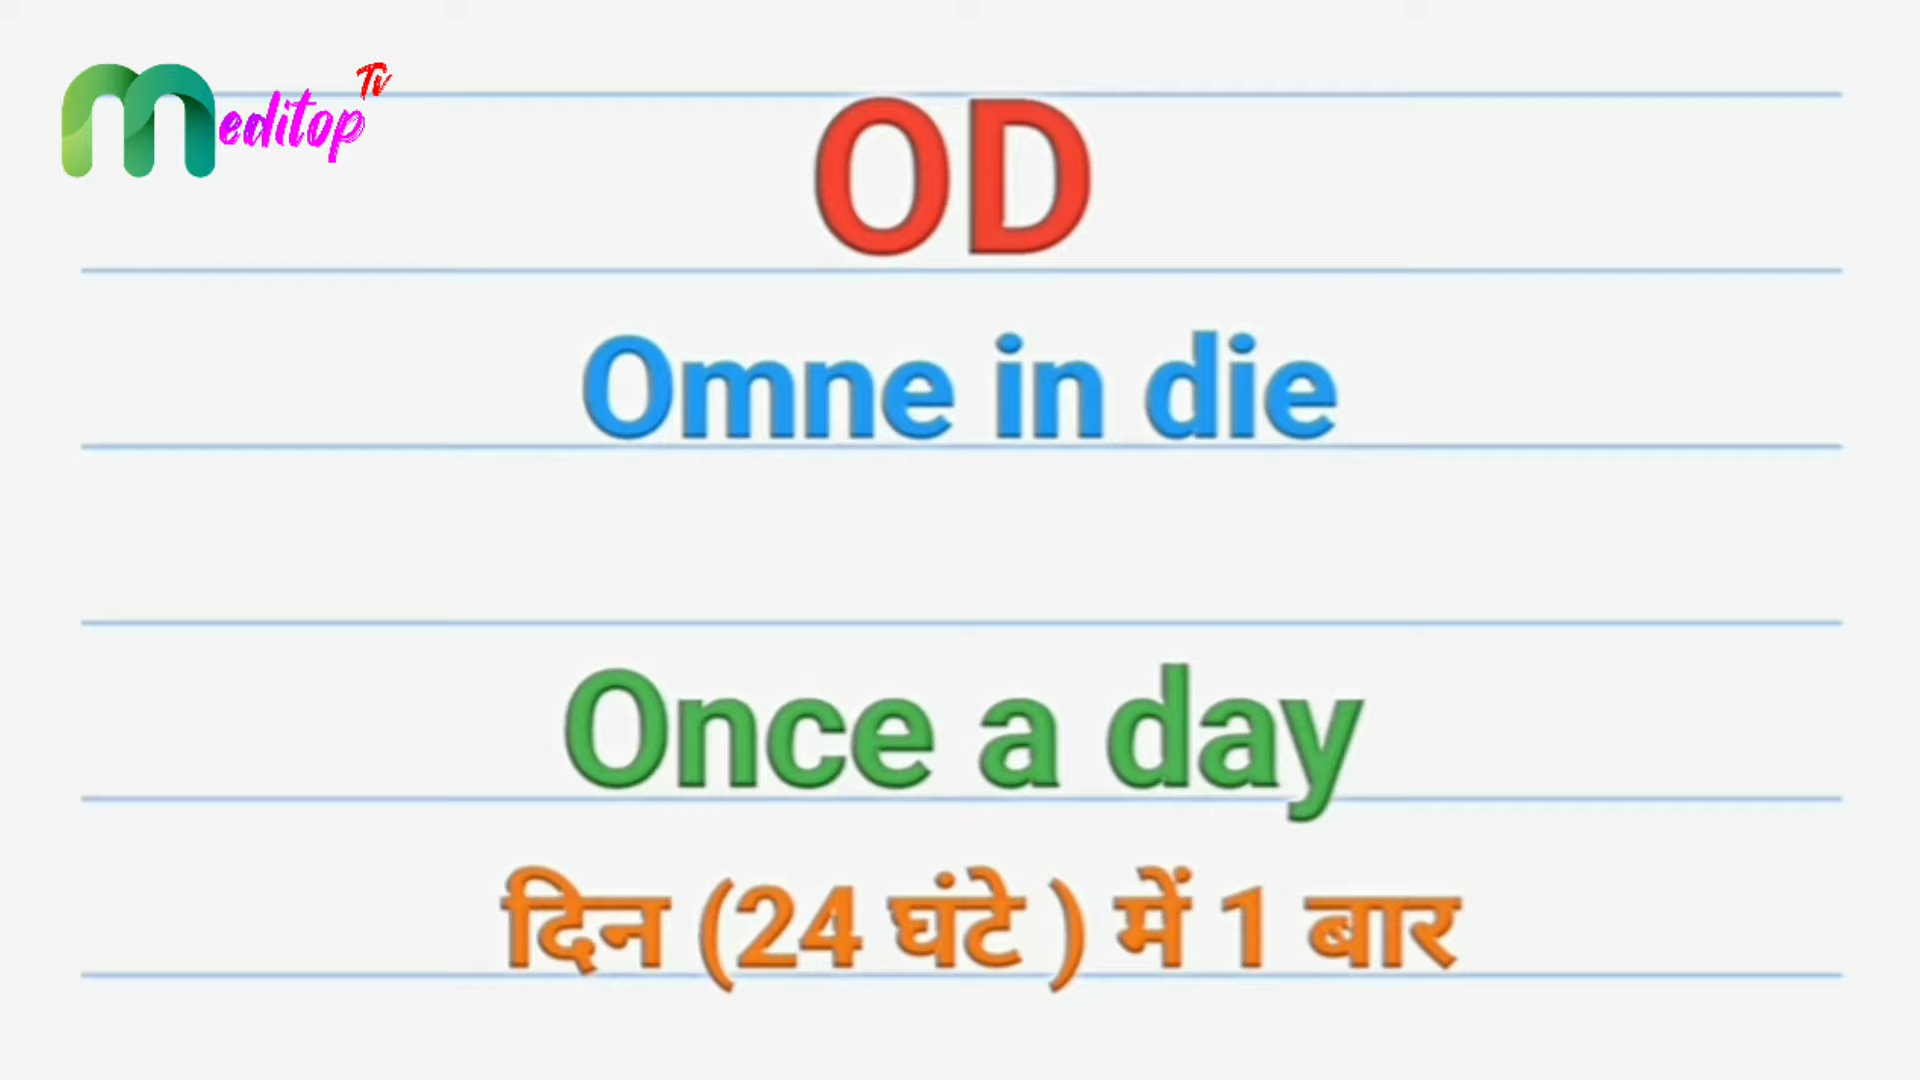 Meditop Tv
OD
Omne in die
Once a day
दिन (24 घंटे ) में 1 बार